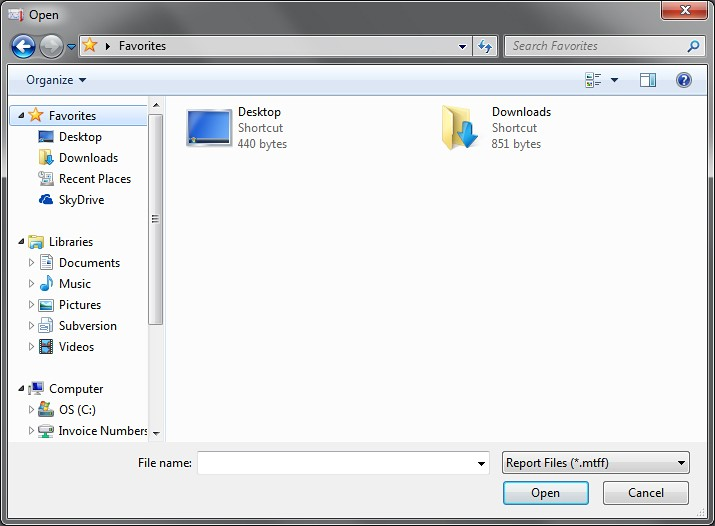 Open
Favorites
Search Favorites
Organize
Favorites
Desktop
Downloads
Recent Places
SkyDrive
Libraries
Documents
Music
Pictures
Subversion
Videos
Computer
OS (C:)
Invoice Numbers
Desktop
Shortcut
440 bytes
Downloads
Shortcut
851 bytes
File name:
Report Files (*.mtff)
Open
Cancel